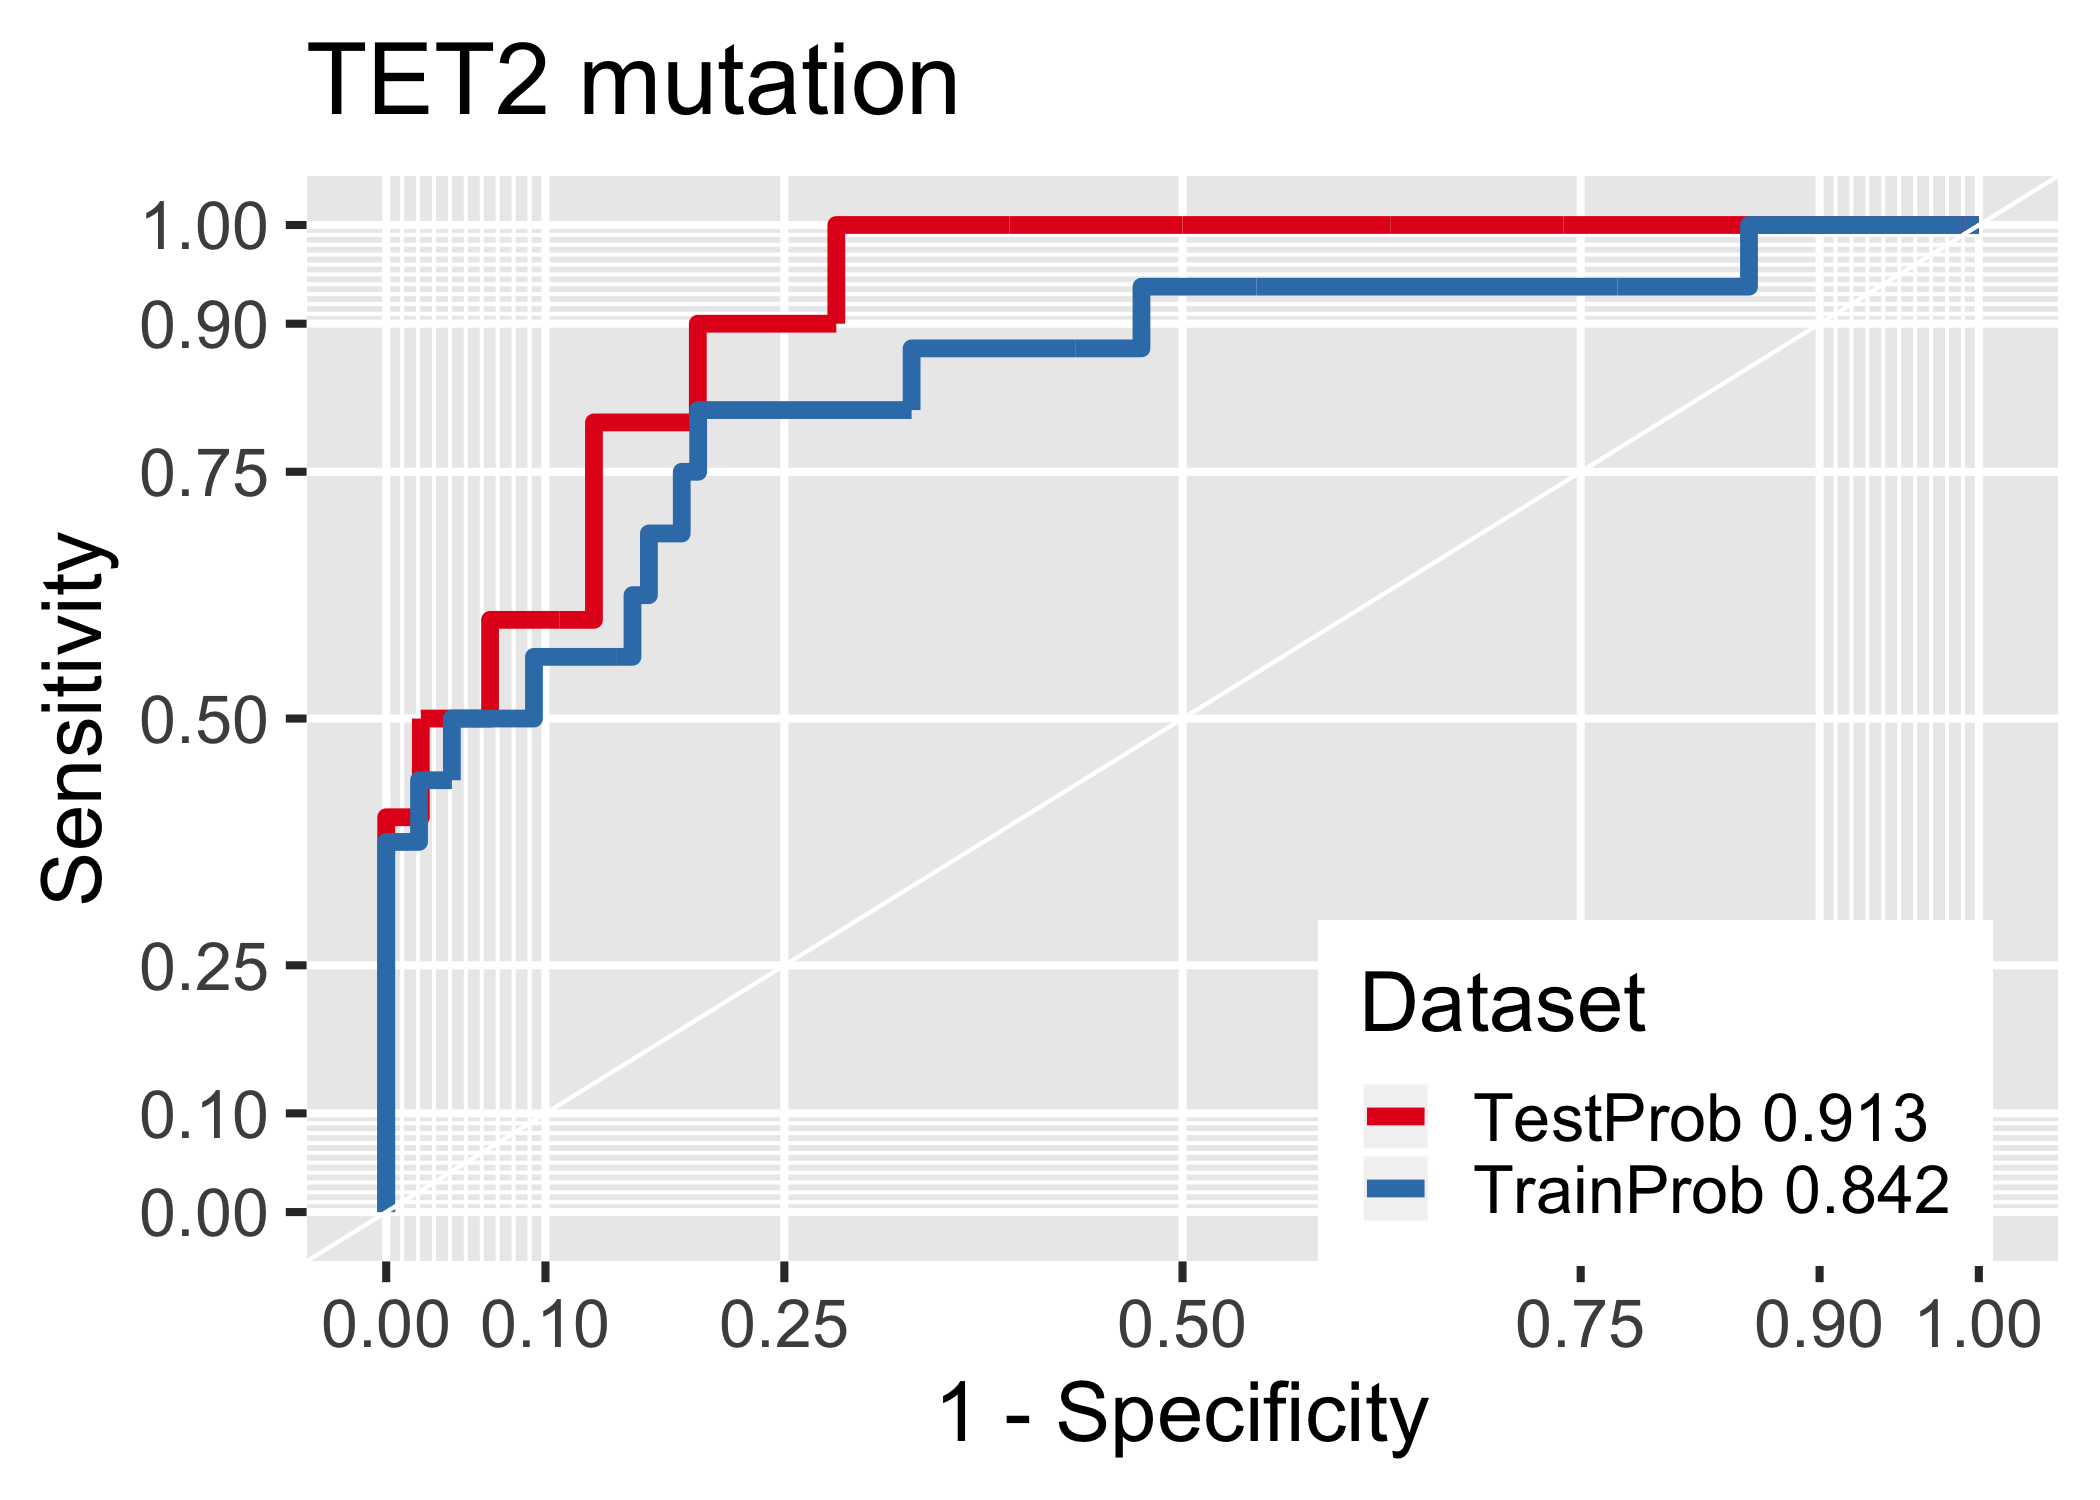 TET2 mutation
Sensitivity
1.00
0.90
0.75
0.50
0.25
0.10
0.00
Dataset
TestProb 0.913
TrainProb 0.842
0.00 0.10 0.25 0.50 0.75 0.90 1.00
1 - Specificity